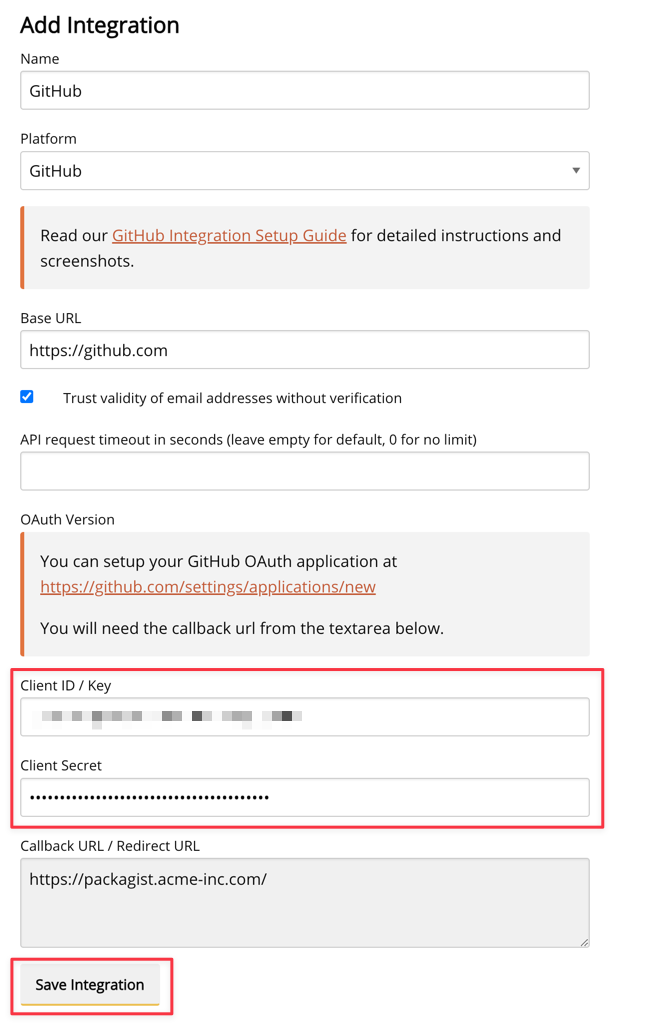 Add Integration
Name
GitHub
Platform
GitHub
Read our GitHub Integration Setup Guide for detailed instructions and
screenshots.
Base URL
https://github.com
Trust validity of email addresses without verification
API request timeout in seconds (leave empty for default, 0 for no limit)
OAuth Version
You can setup your GitHub OAuth application at
https://github.com/settings/applications/new
You will need the callback url from the textarea below.
Client ID / Key
Client Secret
••••••••••••••••••••••••••••••••••••••••
Callback URL / Redirect URL
https://packagist.acme-inc.com/
Save Integration